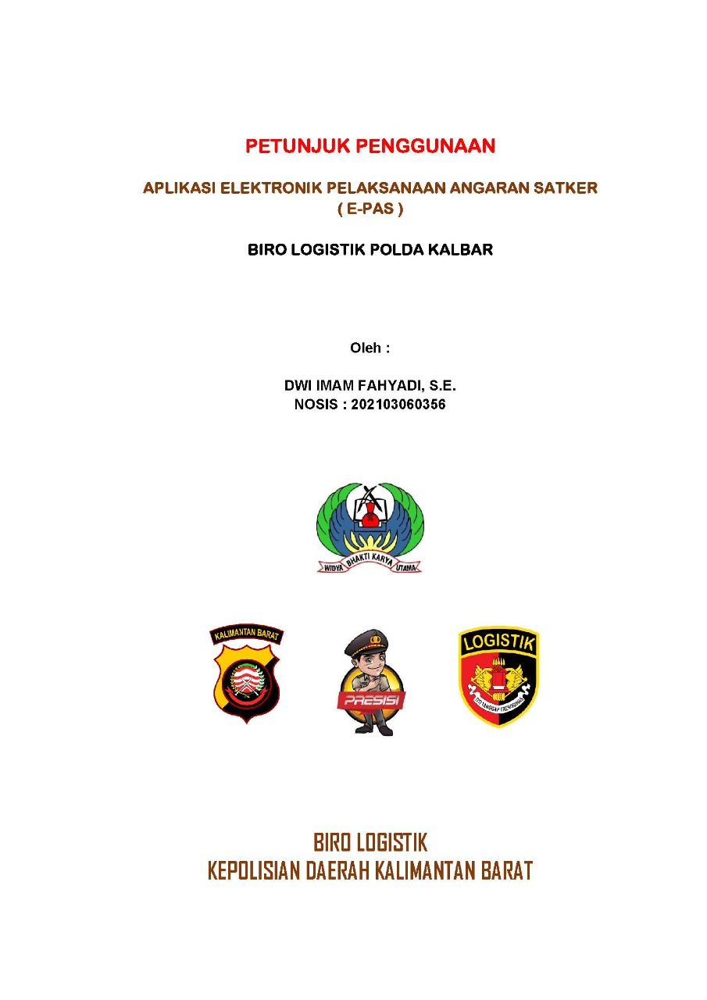 PETUNJUK PENGGUNAAN
APLIKASI ELEKTRONIK PELAKSANAAN ANGARAN SATKER
( E-PAS )
BIRO LOGISTIK POLDA KALBAR
Oleh :
DWI IMAM FAHYADI, S.E.
NOSIS : 202103060356
WIDYA BHAKTI KARYA UTAMA
KALIMANTAN BARAT
PRESISI
LOGISTIK
BIRO LOGISTIK
KEPOLISIAN DAERAH KALIMANTAN BARAT